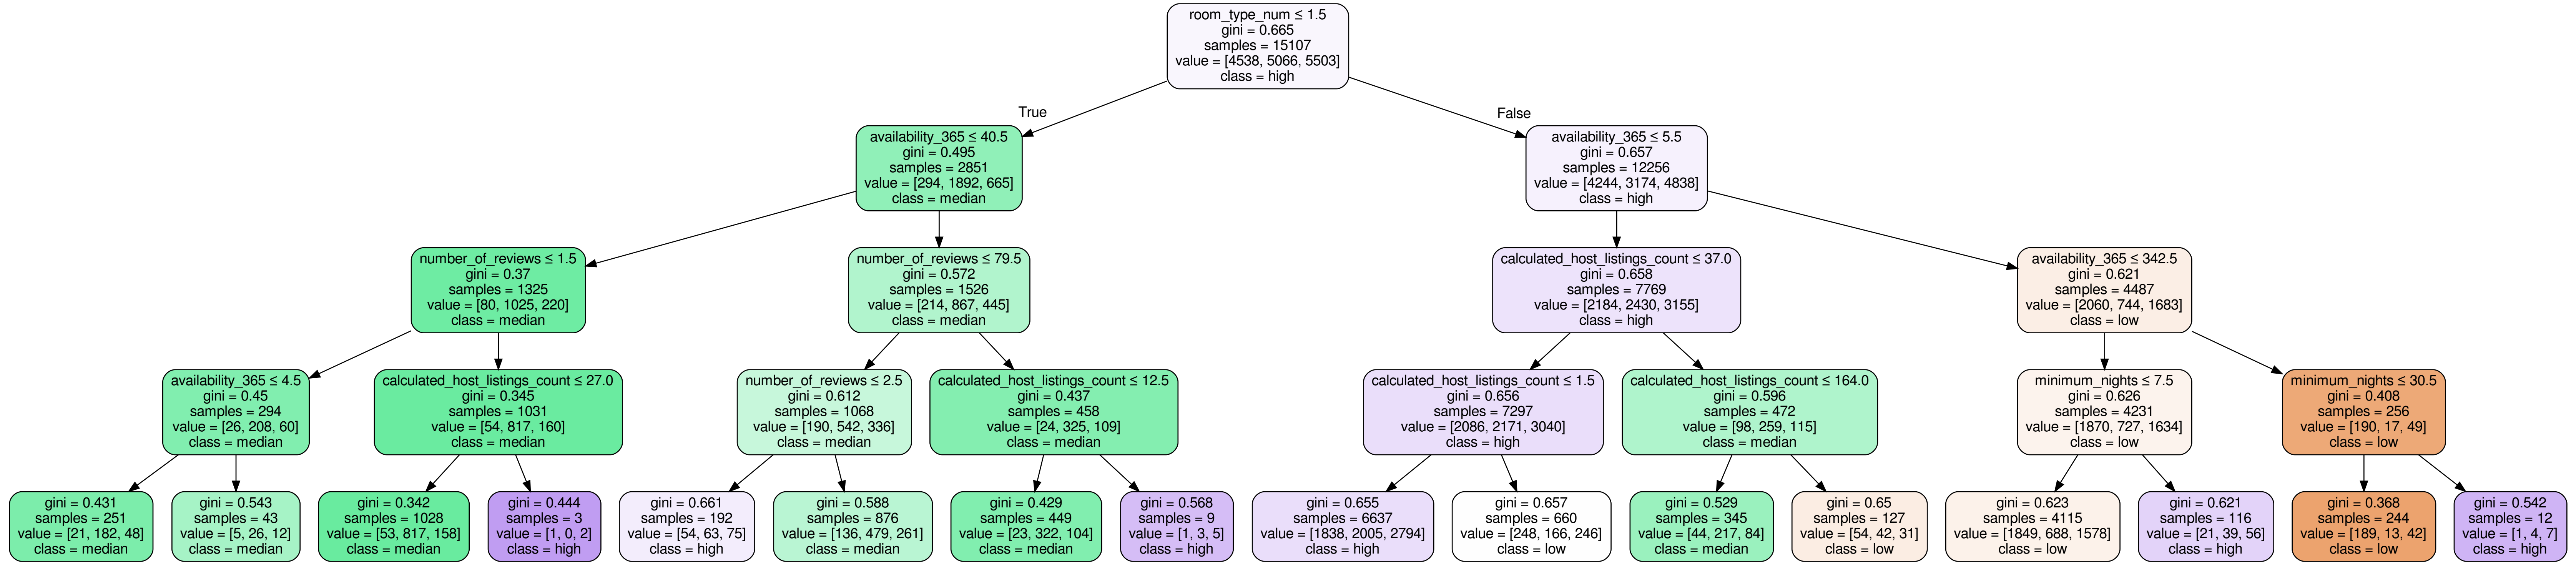 room_type_num ≤ 1.5
gini = 0.665
samples = 15107
value = [4538, 5066, 5503]
class = high
True
False
availability_365 ≤ 40.5
gini = 0.495
samples = 2851
value = [294, 1892, 665]
class = median
availability_365 ≤ 5.5
gini = 0.657
samples = 12256
value = [4244, 3174, 4838]
class = high
number_of_reviews ≤ 1.5
gini = 0.37
samples = 1325
value = [80, 1025, 220]
class = median
number_of_reviews ≤ 79.5
gini = 0.572
samples = 1526
value = [214, 867, 445]
class = median
calculated_host_listings_count ≤ 37.0
gini = 0.658
samples = 7769
value = [2184, 2430, 3155]
class = high
availability_365 ≤ 342.5
gini = 0.621
samples = 4487
value = [2060, 744, 1683]
class = low
availability_365 ≤ 4.5
gini = 0.45
samples = 294
value = [26, 208, 60]
class = median
calculated_host_listings_count ≤ 27.0
gini = 0.345
samples = 1031
value = [54, 817, 160]
class = median
number_of_reviews ≤ 2.5
gini = 0.612
samples = 1068
value = [190, 542, 336]
class = median
calculated_host_listings_count ≤ 12.5
gini = 0.437
samples = 458
value = [24, 325, 109]
class = median
calculated_host_listings_count ≤ 1.5
gini = 0.656
samples = 7297
value = [2086, 2171, 3040]
class = high
calculated_host_listings_count ≤ 164.0
gini = 0.596
samples = 472
value = [98, 259, 115]
class = median
minimum_nights ≤ 7.5
gini = 0.626
samples = 4231
value = [1870, 727, 1634]
class = low
minimum_nights ≤ 30.5
gini = 0.408
samples = 256
value = [190, 17, 49]
class = low
gini = 0.431
samples = 251
value = [21, 182, 48]
class = median
gini = 0.543
samples = 43
value = [5, 26, 12]
class = median
gini = 0.342
samples = 1028
value = [53, 817, 158]
class = median
gini = 0.444
samples = 3
value = [1, 0, 2]
class = high
gini = 0.661
samples = 192
value = [54, 63, 75]
class = high
gini = 0.588
samples = 876
value = [136, 479, 261]
class = median
gini = 0.429
samples = 449
value = [23, 322, 104]
class = median
gini = 0.568
samples = 9
value = [1, 3, 5]
class = high
gini = 0.655
samples = 6637
value = [1838, 2005, 2794]
class = high
gini = 0.657
samples = 660
value = [248, 166, 246]
class = low
gini = 0.529
samples = 345
value = [44, 217, 84]
class = median
gini = 0.65
samples = 127
value = [54, 42, 31]
class = low
gini = 0.623
samples = 4115
value = [1849, 688, 1578]
class = low
gini = 0.621
samples = 116
value = [21, 39, 56]
class = high
gini = 0.368
samples = 244
value = [189, 13, 42]
class = low
gini = 0.542
samples = 12
value = [1, 4, 7]
class = high